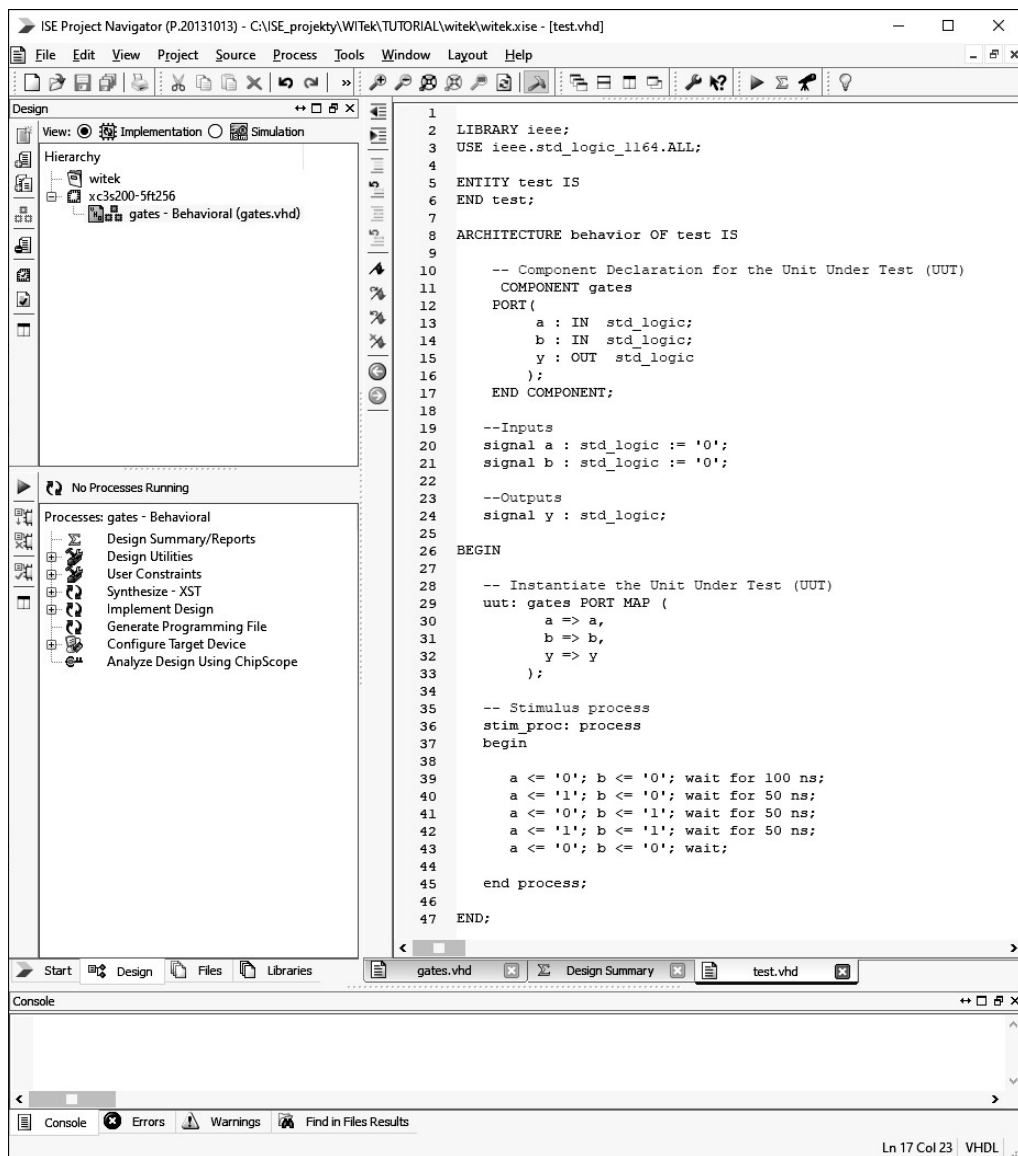 ISE Project Navigator (P.20131013) - C:\ISE_projekty\WITek\TUTORIAL\witek\witek.xise - [test.vhd]
File Edit View Project Source Process Tools Window Layout Help
Design
View: Implementation Simulation
Hierarchy
witek
xc3s200-5ft256
gates - Behavioral (gates.vhd)
No Processes Running
Processes: gates - Behavioral
Design Summary/Reports
Design Utilities
User Constraints
Synthesize - XST
Implement Design
Generate Programming File
Configure Target Device
Analyze Design Using ChipScope
1
2 LIBRARY ieee;
3 USE ieee.std_logic_1164.ALL;
4
5 ENTITY test IS
6 END test;
7
8 ARCHITECTURE behavior OF test IS
9
10 -- Component Declaration for the Unit Under Test (UUT)
11 COMPONENT gates
12 PORT(
13 a : IN std_logic;
14 b : IN std_logic;
15 y : OUT std_logic
16 );
17 END COMPONENT;
18
19 --Inputs
20 signal a : std_logic := '0';
21 signal b : std_logic := '0';
22
23 --Outputs
24 signal y : std_logic;
25
26 BEGIN
27
28 -- Instantiate the Unit Under Test (UUT)
29 uut: gates PORT MAP (
30 a => a,
31 b => b,
32 y => y
33 );
34
35 -- Stimulus process
36 stim_proc: process
37 begin
38
39 a <= '0'; b <= '0'; wait for 100 ns;
40 a <= '1'; b <= '0'; wait for 50 ns;
41 a <= '0'; b <= '1'; wait for 50 ns;
42 a <= '1'; b <= '1'; wait for 50 ns;
43 a <= '0'; b <= '0'; wait;
44
45 end process;
46
47 END;
Start Design Files Libraries
gates.vhd Design Summary test.vhd
Console
Console Errors Warnings Find in Files Results
Ln 17 Col 23 VHDL